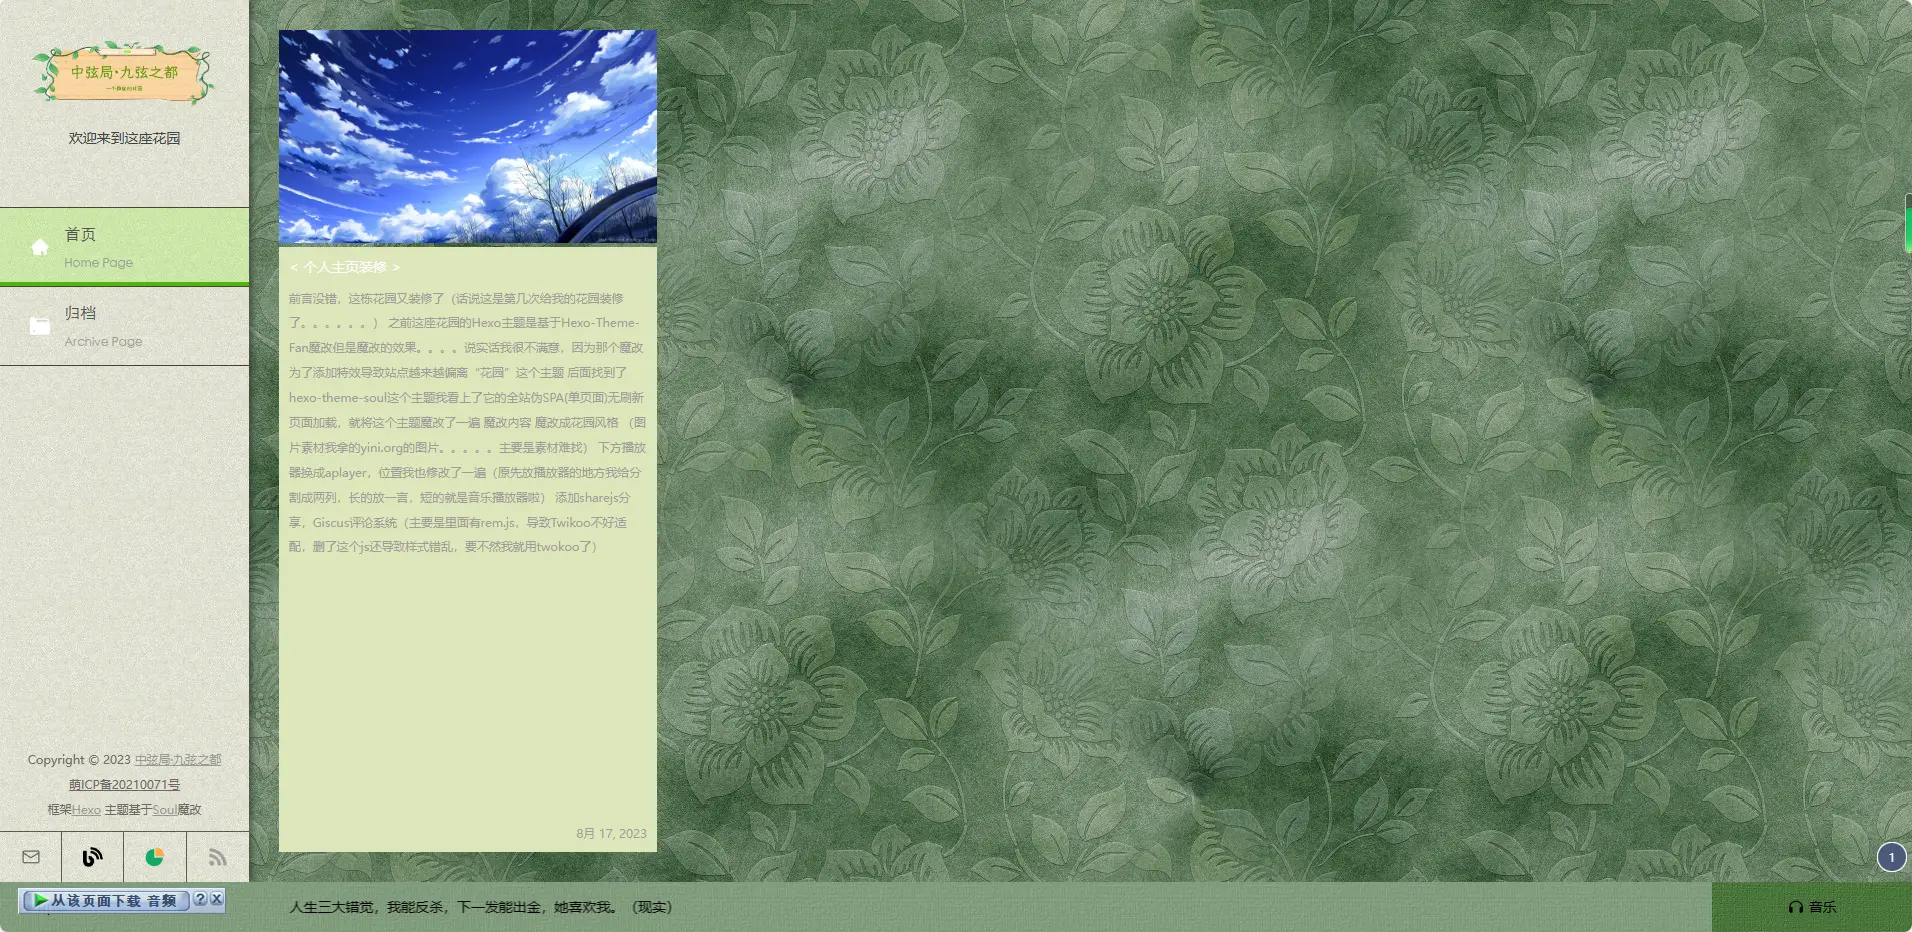 中弦局·九弦之都
欢迎来到这座花园
首页
Home Page
归档
Archive Page
Copyright © 2023 中弦局·九弦之都
萌ICP备20210071号
框架Hexo 主题基于Soul魔改
< 个人主页装修 >
前言没错，这栋花园又装修了（话说这是第几次给我的花园装修
了。。。。。。） 之前这座花园的Hexo主题是基于Hexo-Theme-
Fan魔改但是魔改的效果。。。。说实话我很不满意，因为那个魔改
为了添加特效导致站点越来越偏离“花园”这个主题 后面找到了
hexo-theme-soul这个主题我看上了它的全站伪SPA(单页面)无刷新
页面加载，就将这个主题魔改了一遍 魔改内容 魔改成花园风格 （图
片素材我拿的yini.org的图片。。。。。主要是素材难找） 下方播放
器换成aplayer，位置我也修改了一遍（原先放播放器的地方我给分
割成两列，长的放一言，短的就是音乐播放器啦） 添加sharejs分
享，Giscus评论系统（主要是里面有rem.js，导致Twikoo不好适
配，删了这个js还导致样式错乱，要不然我就用twokoo了）
8月 17, 2023
1
从该页面下载 音频 ? X
人生三大错觉，我能反杀，下一发能出金，她喜欢我。（现实）
音乐